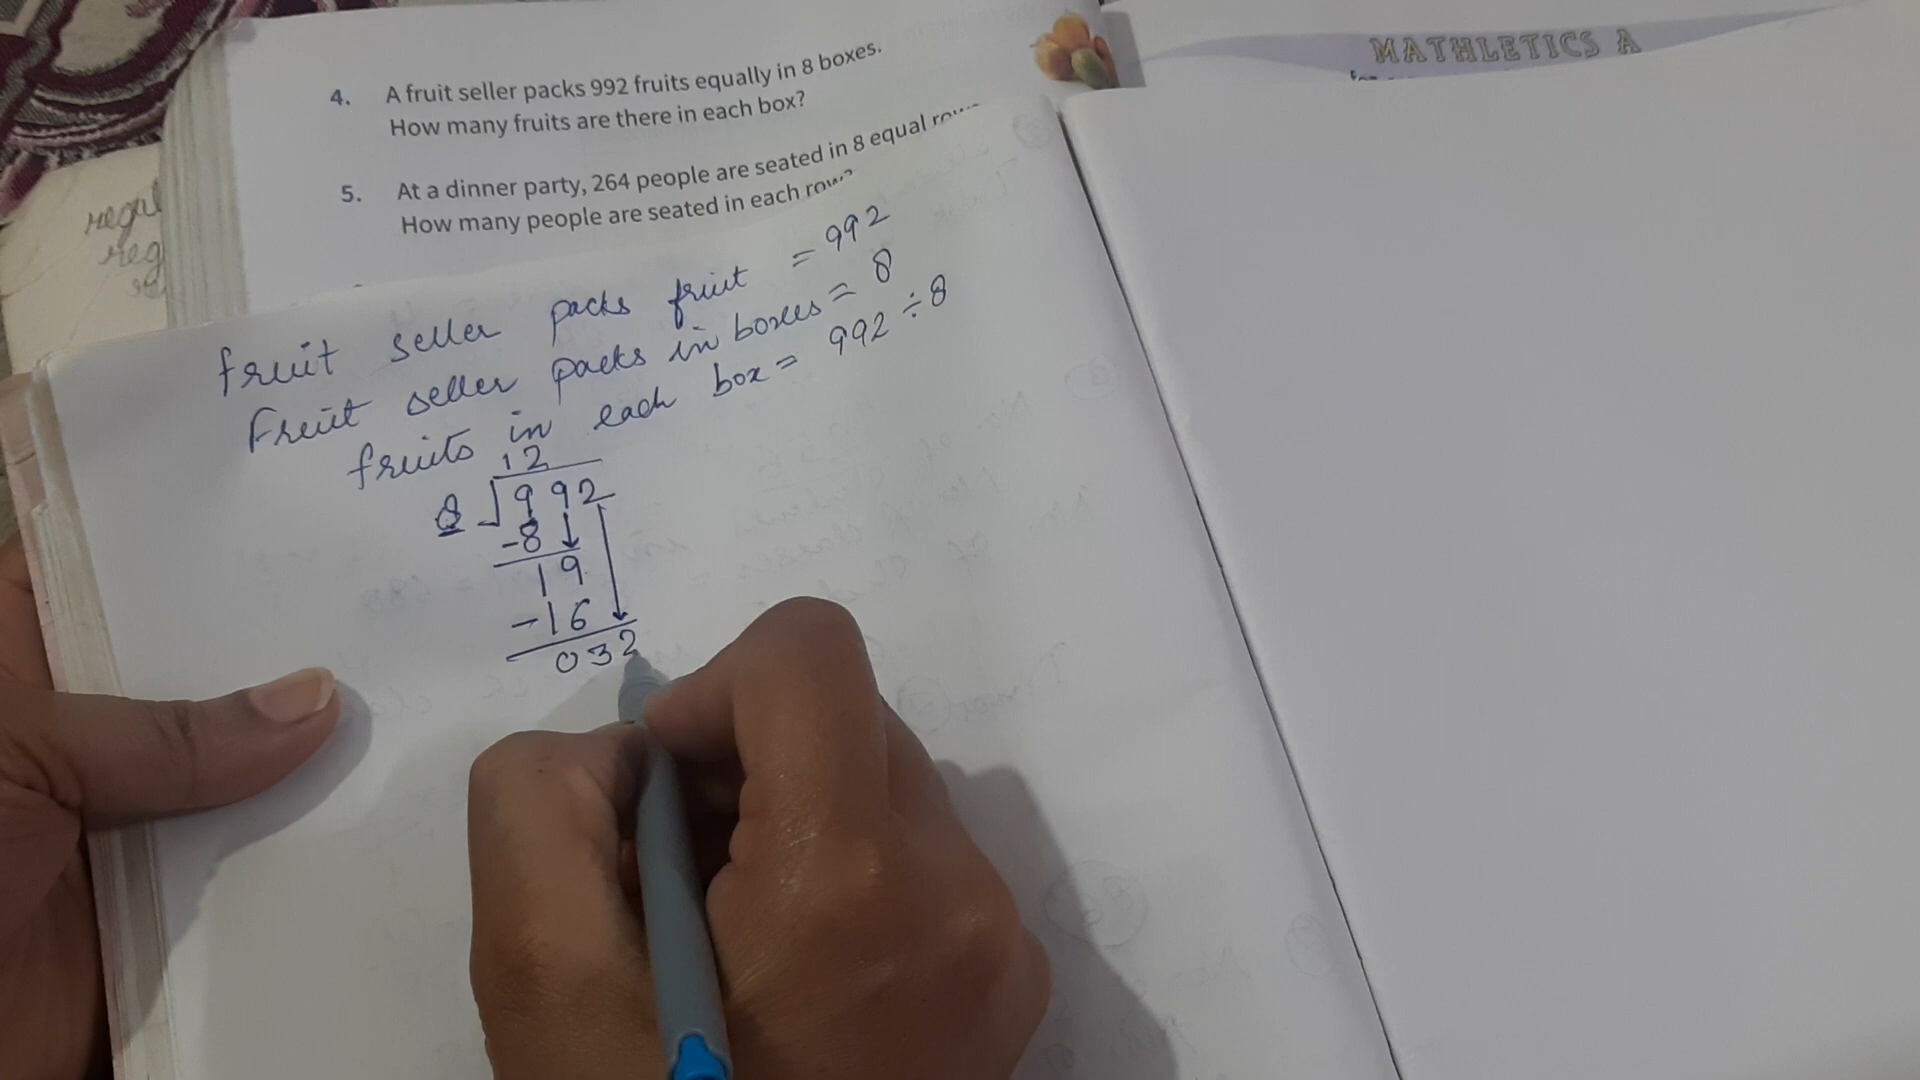 MATHLETICS A
4. A fruit seller packs 992 fruits equally in 8 boxes.
How many fruits are there in each box?
5. At a dinner party, 264 people are seated in 8 equal
How many people are seated in each row?
fruit seller packs fruit = 992
Fruit seller packs in boxes = 8
fruits in each box = 992 ÷ 8
12
8 992
-8
19
-16
032